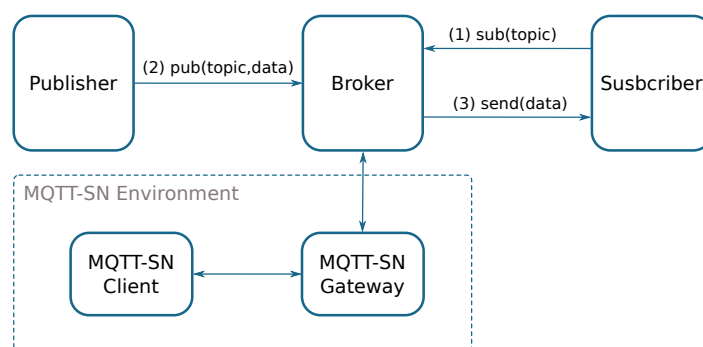 (1) sub(topic)
Publisher
(2) pub(topic,data)
Broker
Susbcriber
(3) send(data)
MQTT-SN Environment
MQTT-SN
Client
MQTT-SN
Gateway